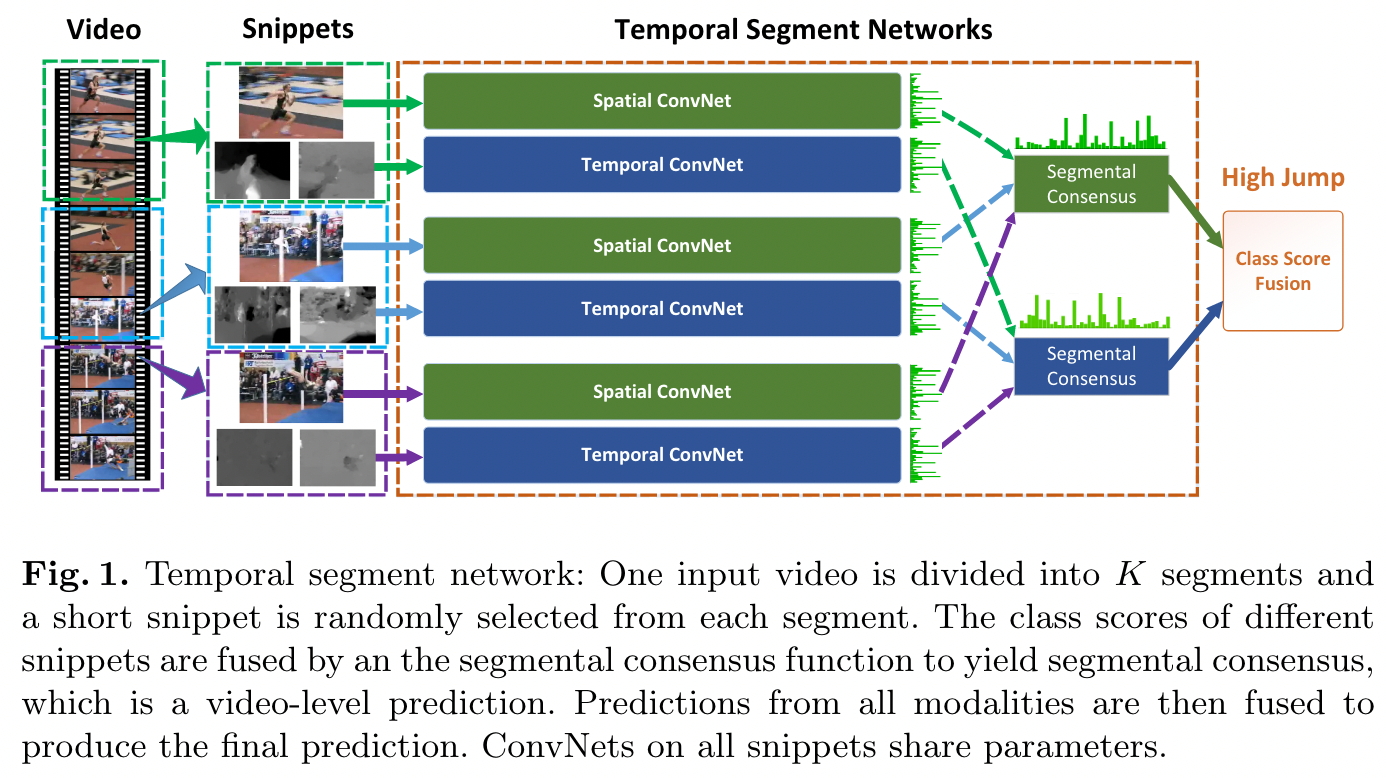 Video
Snippets
Temporal Segment Networks
Spatial ConvNet
Temporal ConvNet
Spatial ConvNet
Temporal ConvNet
Spatial ConvNet
Temporal ConvNet
Segmental
Consensus
Segmental
Consensus
High Jump
Class Score
Fusion
Fig. 1. Temporal segment network: One input video is divided into K segments and
a short snippet is randomly selected from each segment. The class scores of different
snippets are fused by an the segmental consensus function to yield segmental consensus,
which is a video-level prediction. Predictions from all modalities are then fused to
produce the final prediction. ConvNets on all snippets share parameters.